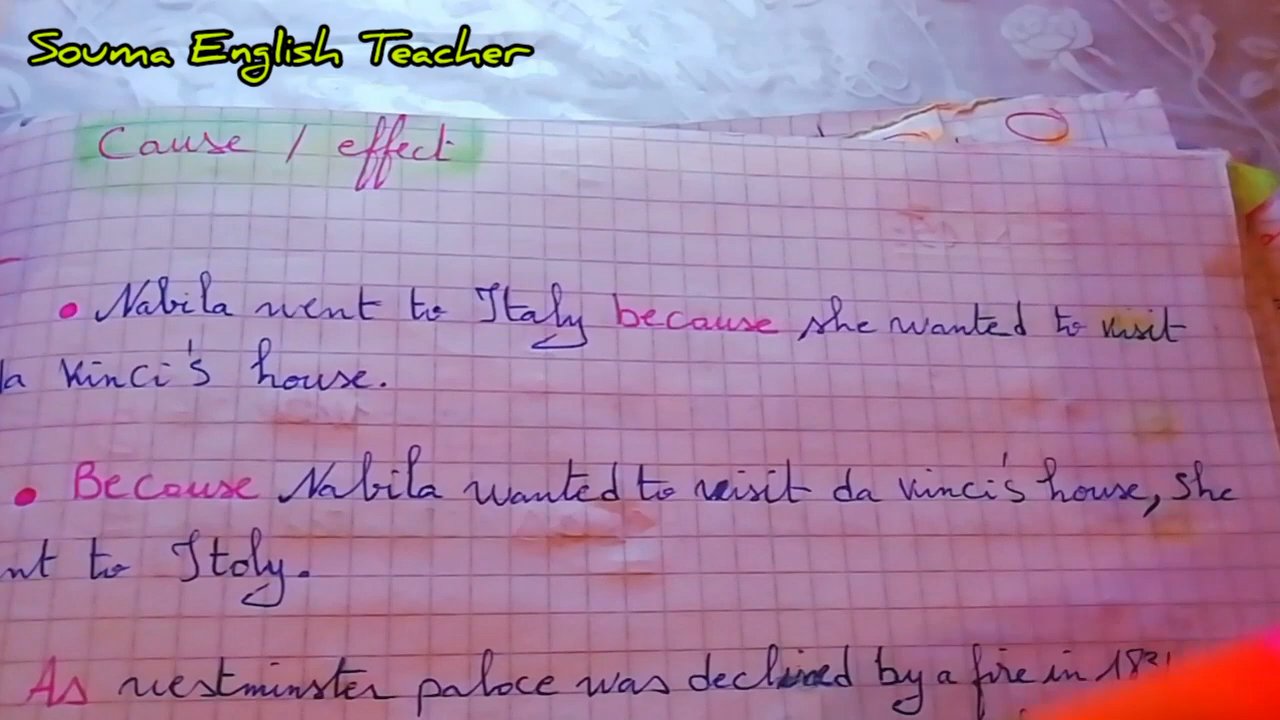 Souma English Teacher
Cause / effect
• Nabila went to Italy because she wanted to visit
da Vinci's house.
• Because Nabila wanted to visit da Vinci's house, she
nt to Italy.
As westminster palace was by a fire in